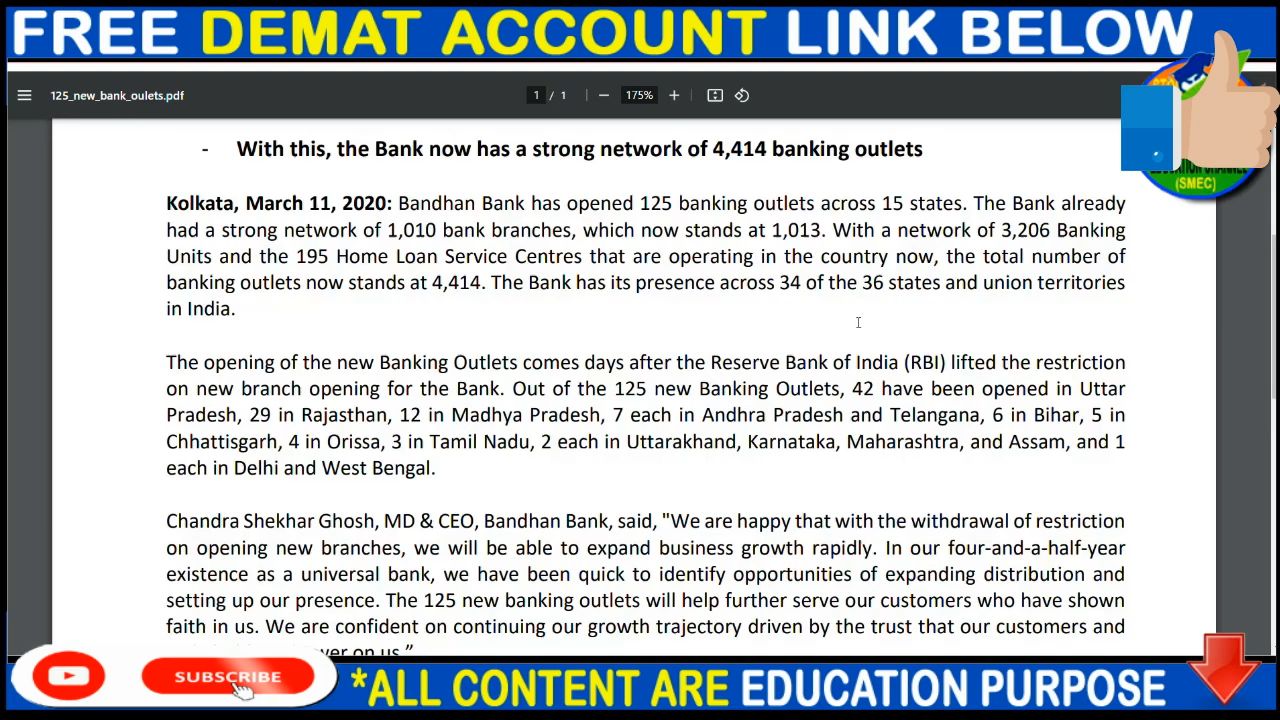 FREE DEMAT ACCOUNT LINK BELOW
125_new_bank_oulets.pdf
1 / 1
175%
- With this, the Bank now has a strong network of 4,414 banking outlets
Kolkata, March 11, 2020: Bandhan Bank has opened 125 banking outlets across 15 states. The Bank already
had a strong network of 1,010 bank branches, which now stands at 1,013. With a network of 3,206 Banking
Units and the 195 Home Loan Service Centres that are operating in the country now, the total number of
banking outlets now stands at 4,414. The Bank has its presence across 34 of the 36 states and union territories
in India.
The opening of the new Banking Outlets comes days after the Reserve Bank of India (RBI) lifted the restriction
on new branch opening for the Bank. Out of the 125 new Banking Outlets, 42 have been opened in Uttar
Pradesh, 29 in Rajasthan, 12 in Madhya Pradesh, 7 each in Andhra Pradesh and Telangana, 6 in Bihar, 5 in
Chhattisgarh, 4 in Orissa, 3 in Tamil Nadu, 2 each in Uttarakhand, Karnataka, Maharashtra, and Assam, and 1
each in Delhi and West Bengal.
Chandra Shekhar Ghosh, MD & CEO, Bandhan Bank, said, "We are happy that with the withdrawal of restriction
on opening new branches, we will be able to expand business growth rapidly. In our four-and-a-half-year
existence as a universal bank, we have been quick to identify opportunities of expanding distribution and
setting up our presence. The 125 new banking outlets will help further serve our customers who have shown
faith in us. We are confident on continuing our growth trajectory driven by the trust that our customers and
on us.”
(SMEC)
SUBSCRIBE
*ALL CONTENT ARE EDUCATION PURPOSE